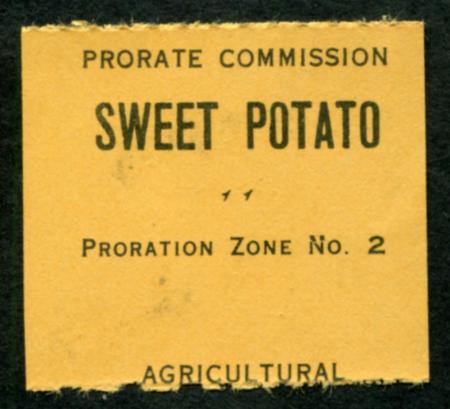 PRORATE COMMISSION
SWEET POTATO
PRORATION ZONE NO. 2
AGRICULTURAL